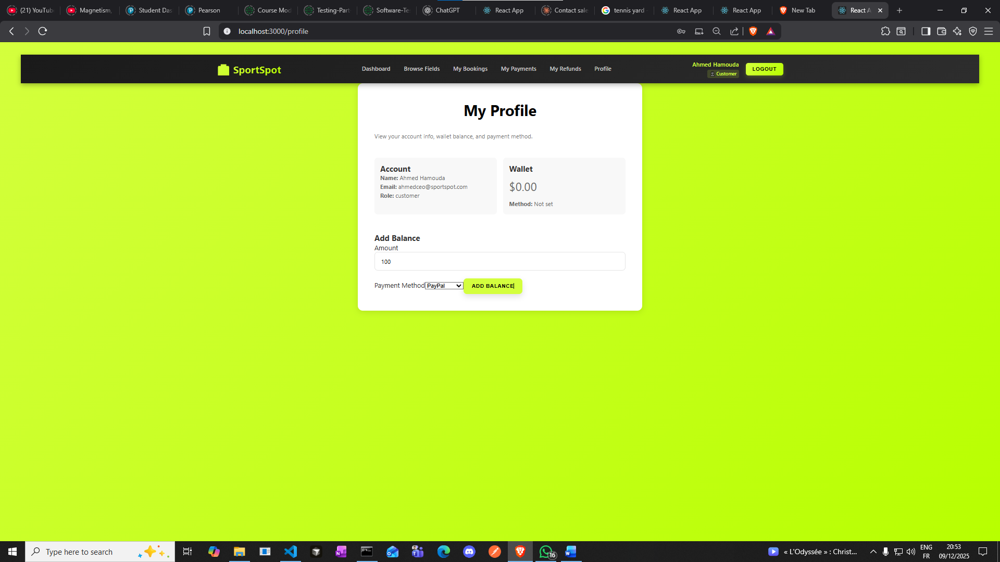 (21) YouTub
Magnetism,
Student Das
Pearson
Course Mod
Testing-Part
Software-Te
ChatGPT
React App
Contact sale
tennis yard
React App
React App
New Tab
React A
localhost:3000/profile
SportSpot
Dashboard
Browse Fields
My Bookings
My Payments
My Refunds
Profile
Ahmed Hamouda
Customer
LOGOUT
My Profile
View your account info, wallet balance, and payment method.
Account
Name: Ahmed Hamouda
Email: ahmedceo@sportspot.com
Role: customer
Wallet
$0.00
Method: Not set
Add Balance
Amount
100
Payment Method
PayPal
ADD BALANCE
Type here to search
16
« L'Odyssée » : Christ...
ENG
FR
20:53
09/12/2025